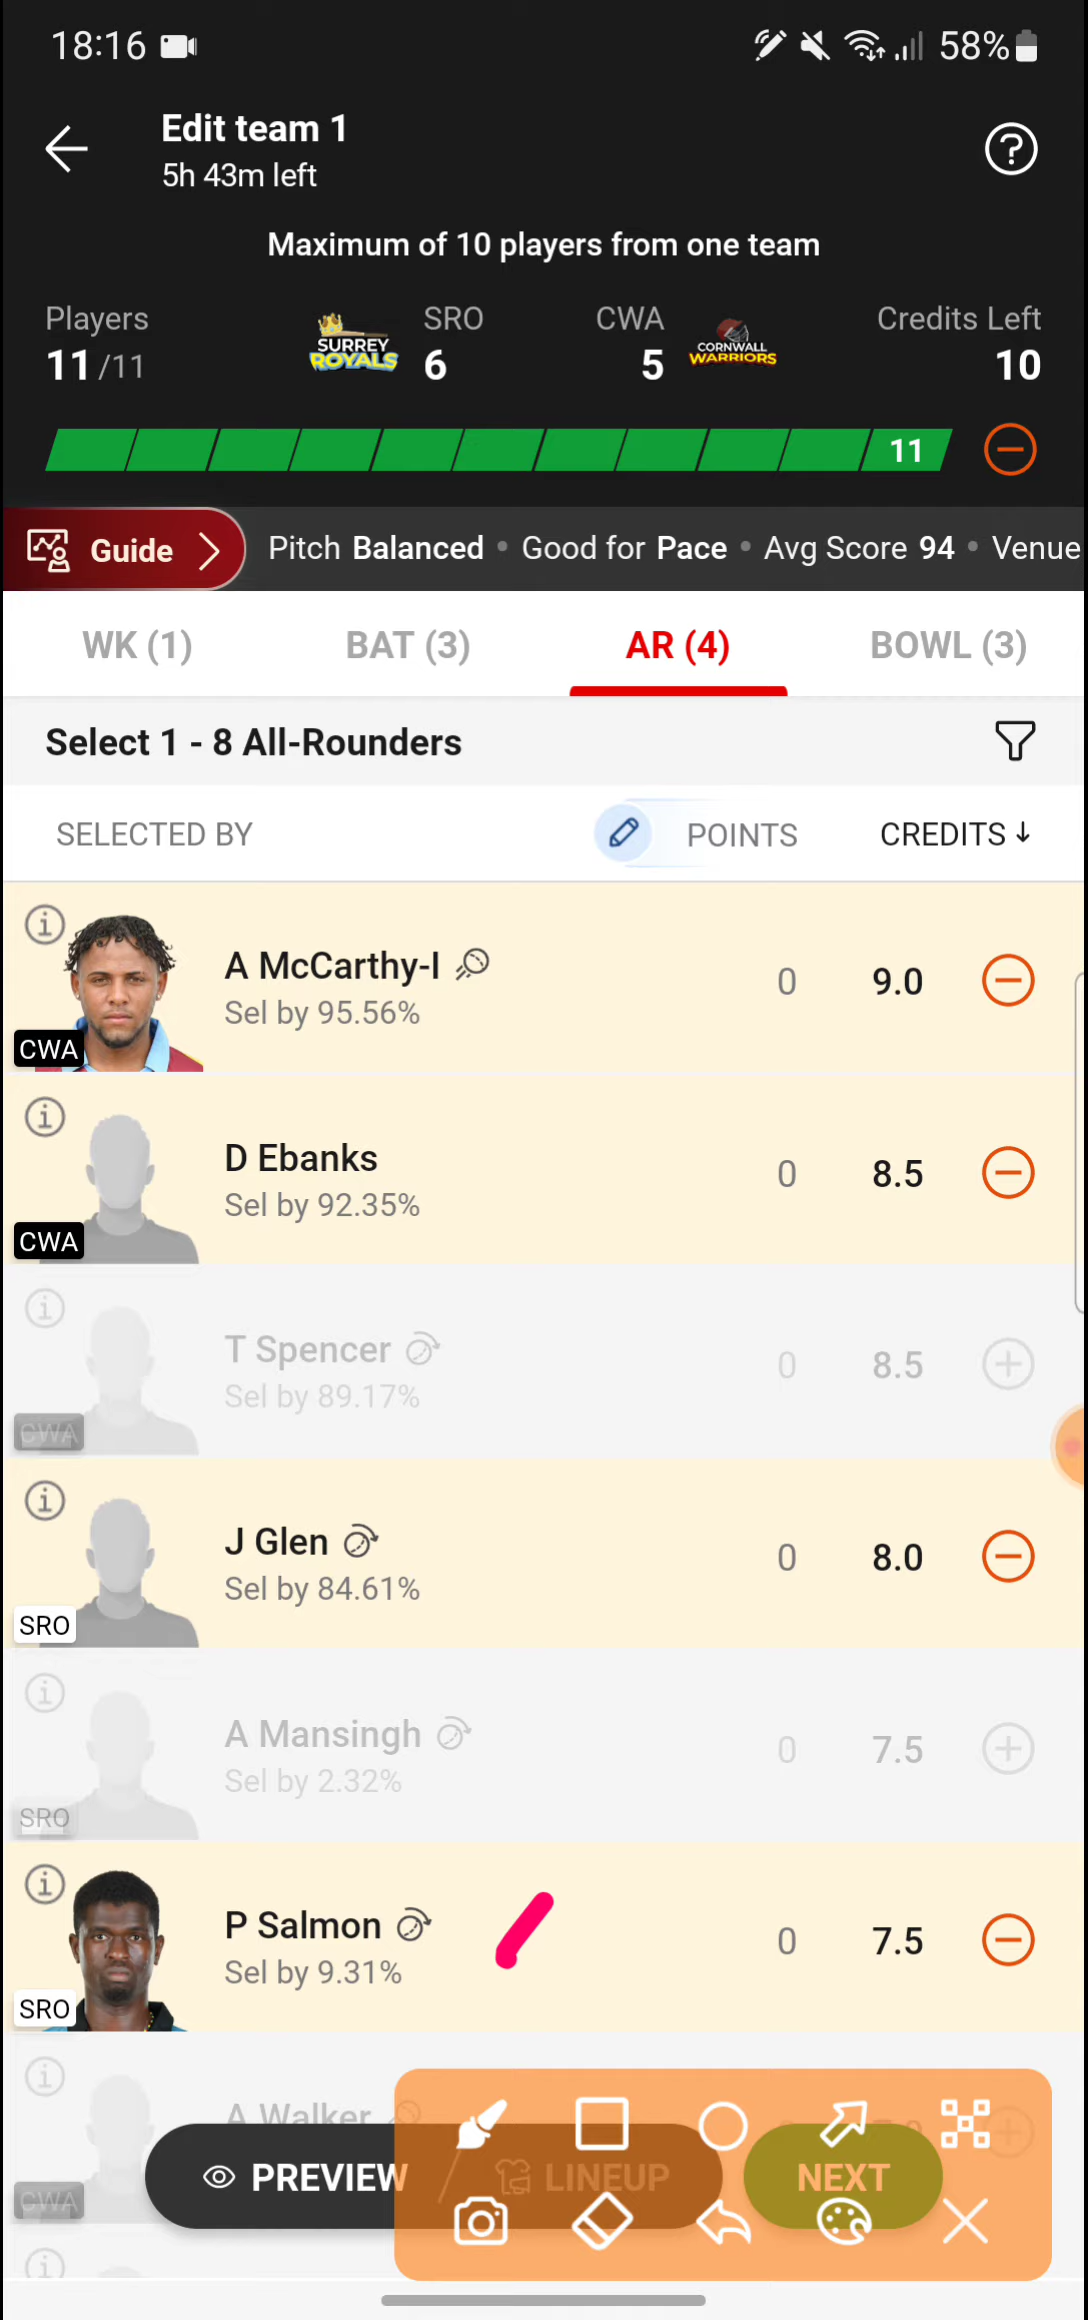 18:16 58%
Edit team 1
5h 43m left
Maximum of 10 players from one team
Players SRO CWA Credits Left
SURREY ROYALS
CORNWALL WARRIORS
11/11 6 5 10
11
Guide Pitch Balanced • Good for Pace • Avg Score 94 • Venue
WK (1) BAT (3) AR (4) BOWL (3)
Select 1 - 8 All-Rounders
SELECTED BY POINTS CREDITS ↓
A McCarthy-I 0 9.0
Sel by 95.56%
CWA
D Ebanks 0 8.5
Sel by 92.35%
CWA
T Spencer 0 8.5
Sel by 89.17%
CWA
J Glen 0 8.0
Sel by 84.61%
SRO
A Mansingh 0 7.5
Sel by 2.32%
SRO
P Salmon 0 7.5
Sel by 9.31%
SRO
A Walker
PREVIEW LINEUP NEXT
CWA